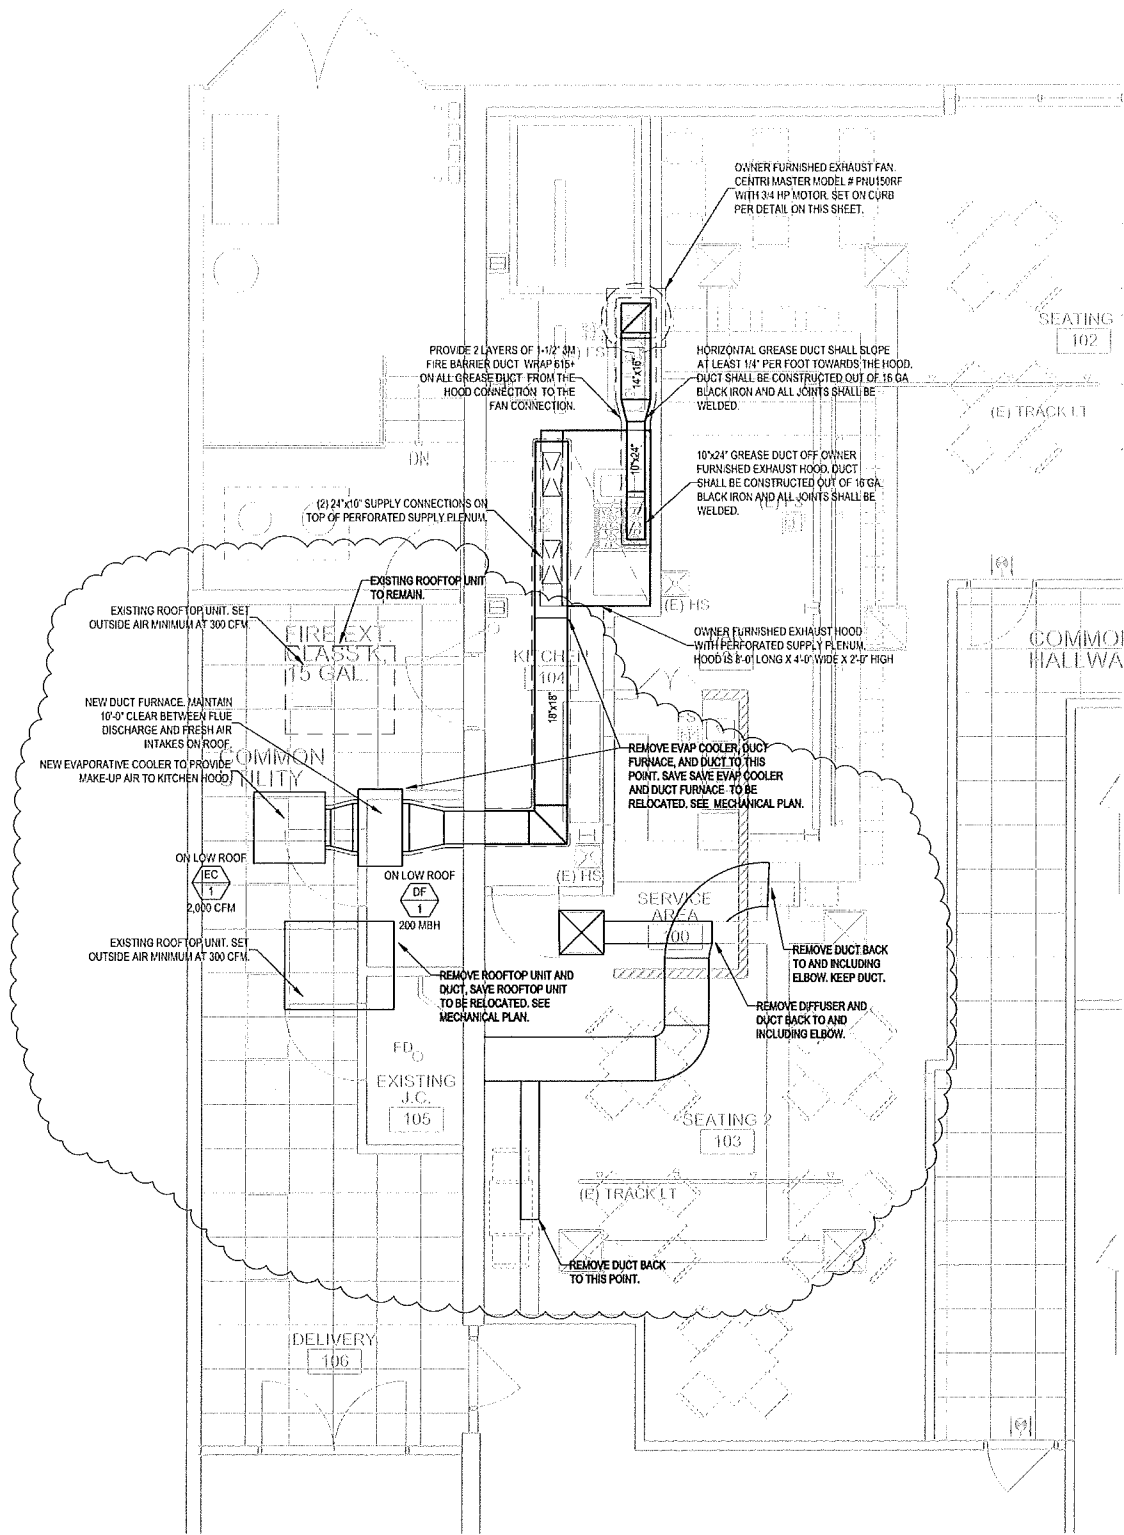 OWNER FURNISHED EXHAUST FAN.
CENTRI MASTER MODEL # PNU150RF
WITH 3/4 HP MOTOR. SET ON CURB
PER DETAIL ON THIS SHEET.
SEATING 1
102
PROVIDE 2 LAYERS OF 1-1/2" 3M
FIRE BARRIER DUCT WRAP 615+
ON ALL GREASE DUCT FROM THE
HOOD CONNECTION TO THE
FAN CONNECTION.
14"x16"
HORIZONTAL GREASE DUCT SHALL SLOPE
AT LEAST 1/4" PER FOOT TOWARDS THE HOOD.
DUCT SHALL BE CONSTRUCTED OUT OF 16 GA
BLACK IRON AND ALL JOINTS SHALL BE
WELDED.
(E) TRACK LT
DN
10"x24"
10"x24" GREASE DUCT OFF OWNER
FURNISHED EXHAUST HOOD. DUCT
SHALL BE CONSTRUCTED OUT OF 16 GA
BLACK IRON AND ALL JOINTS SHALL BE
WELDED.
(E) FS
(2) 24"x10" SUPPLY CONNECTIONS ON
TOP OF PERFORATED SUPPLY PLENUM.
EXISTING ROOFTOP UNIT
TO REMAIN.
(E) HS
EXISTING ROOFTOP UNIT. SET
OUTSIDE AIR MINIMUM AT 300 CFM.
FIRE EXT.
CLASS K,
15 GAL.
KITCHEN
104
OWNER FURNISHED EXHAUST HOOD
WITH PERFORATED SUPPLY PLENUM.
HOOD IS 8'-0" LONG X 4'-0" WIDE X 2'-0" HIGH
COMMON
HALLWA
18"x18"
NEW DUCT FURNACE. MAINTAIN
10'-0" CLEAR BETWEEN FLUE
DISCHARGE AND FRESH AIR
INTAKES ON ROOF.
FS
COMMON
UTILITY
NEW EVAPORATIVE COOLER TO PROVIDE
MAKE-UP AIR TO KITCHEN HOOD.
REMOVE EVAP COOLER, DUCT
FURNACE, AND DUCT TO THIS
POINT. SAVE SAVE EVAP COOLER
AND DUCT FURNACE TO BE
RELOCATED. SEE MECHANICAL PLAN.
ON LOW ROOF
EC
1
2,000 CFM
ON LOW ROOF
DF
1
200 MBH
(E) HS
SERVICE
AREA
100
EXISTING ROOFTOP UNIT. SET
OUTSIDE AIR MINIMUM AT 300 CFM.
REMOVE ROOFTOP UNIT AND
DUCT, SAVE ROOFTOP UNIT
TO BE RELOCATED. SEE
MECHANICAL PLAN.
REMOVE DUCT BACK
TO AND INCLUDING
ELBOW. KEEP DUCT.
REMOVE DIFFUSER AND
DUCT BACK TO AND
INCLUDING ELBOW.
FD
EXISTING
J.C.
105
SEATING 2
103
(E) TRACK LT
REMOVE DUCT BACK
TO THIS POINT.
DELIVERY
106